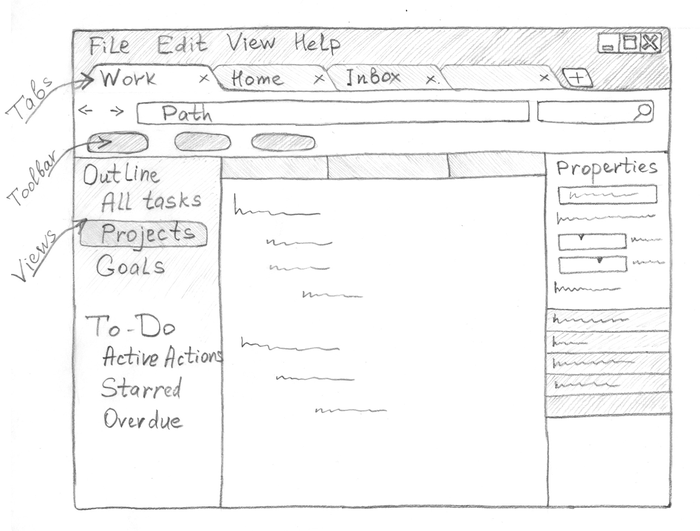 File Edit View Help
Work × Home × Inbox × × +
Tabs
← → Path
Toolbar
Outline
All tasks
Projects
Views
Goals
To-Do
Active Actions
Starred
Overdue
Properties